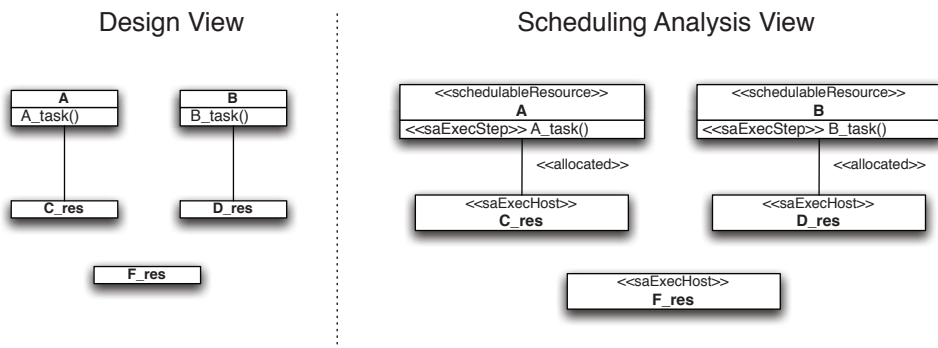 Design View
A
A_task()
B
B_task()
C_res
D_res
F_res
Scheduling Analysis View
<<schedulableResource>>
A
<<saExecStep>> A_task()
<<schedulableResource>>
B
<<saExecStep>> B_task()
<<allocated>>
<<allocated>>
<<saExecHost>>
C_res
<<saExecHost>>
D_res
<<saExecHost>>
F_res